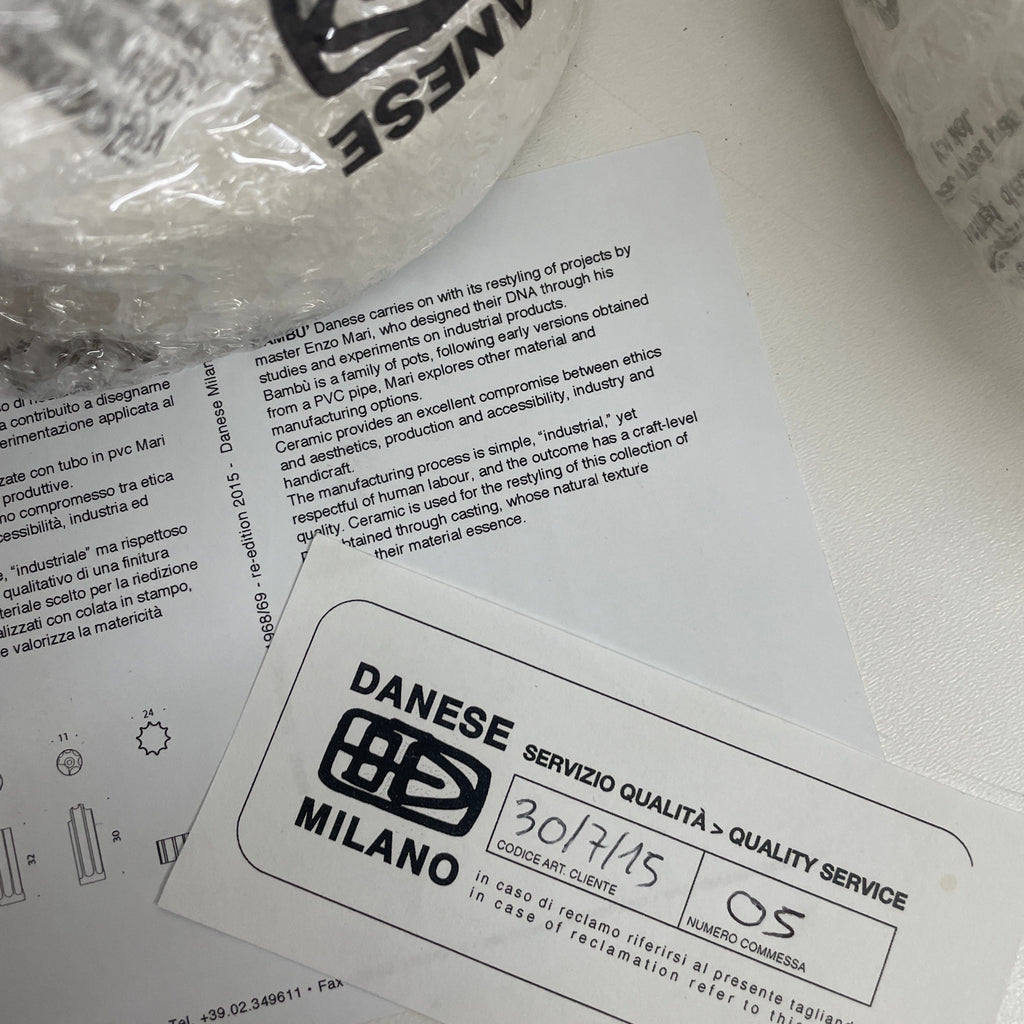 DANESE
AMBU' Danese carries on with its restyling of projects by
master Enzo Mari, who designed their DNA through his
studies and experiments on industrial products.
Bambù is a family of pots, following early versions obtained
from a PVC pipe, Mari explores other material and
manufacturing options.
Ceramic provides an excellent compromise between ethics
and aesthetics, production and accessibility, industry and
handicraft.
The manufacturing process is simple, “industrial,” yet
respectful of human labour, and the outcome has a craft-level
quality. Ceramic is used for the restyling of this collection of
btained through casting, whose natural texture
their material essence.
968/69 - re-edition 2015 - Danese Milan
contribuito a disegnarne
erimentazione applicata al
zzate con tubo in pvc Mari
produttive.
no compromesso tra etica
cessibilità, industria ed
e, “industriale” ma rispettoso
qualitativo di una finitura
teriale scelto per la riedizione
alizzati con colata in stampo,
e valorizza la matericità
11
24
32
30
Tel. +39.02.349611 • Fax
DANESE
MILANO
SERVIZIO QUALITÀ > QUALITY SERVICE
30/7/15
CODICE ART. CLIENTE
05
NUMERO COMMESSA
in caso di reclamo riferirsi al presente tagliand
in case of reclamation refer to this